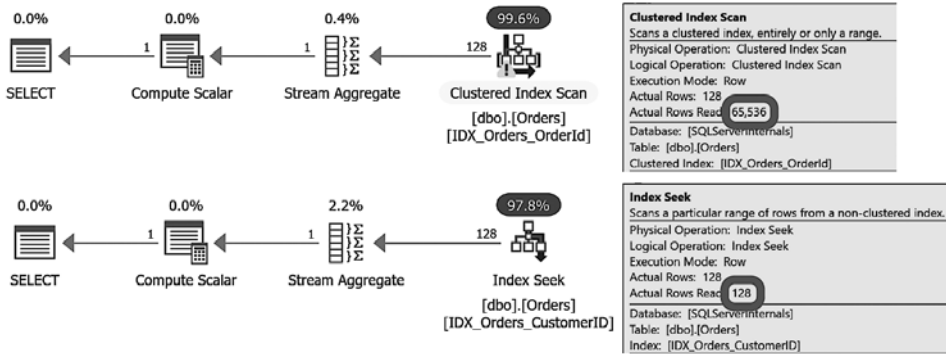 0.0%
0.0%
0.4%
99.6%
1
1
128
SELECT
Compute Scalar
Stream Aggregate
Clustered Index Scan
[dbo].[Orders]
[IDX_Orders_OrderId]
Clustered Index Scan
Scans a clustered index, entirely or only a range.
Physical Operation: Clustered Index Scan
Logical Operation: Clustered Index Scan
Execution Mode: Row
Actual Rows: 128
Actual Rows Read 65,536
Database: [SQLServerInternals]
Table: [dbo].[Orders]
Clustered Index: [IDX_Orders_OrderId]
0.0%
0.0%
2.2%
97.8%
1
1
128
SELECT
Compute Scalar
Stream Aggregate
Index Seek
[dbo].[Orders]
[IDX_Orders_CustomerID]
Index Seek
Scans a particular range of rows from a non-clustered index.
Physical Operation: Index Seek
Logical Operation: Index Seek
Execution Mode: Row
Actual Rows: 128
Actual Rows Read 128
Database: [SQLServerInternals]
Table: [dbo].[Orders]
Index: [IDX_Orders_CustomerID]